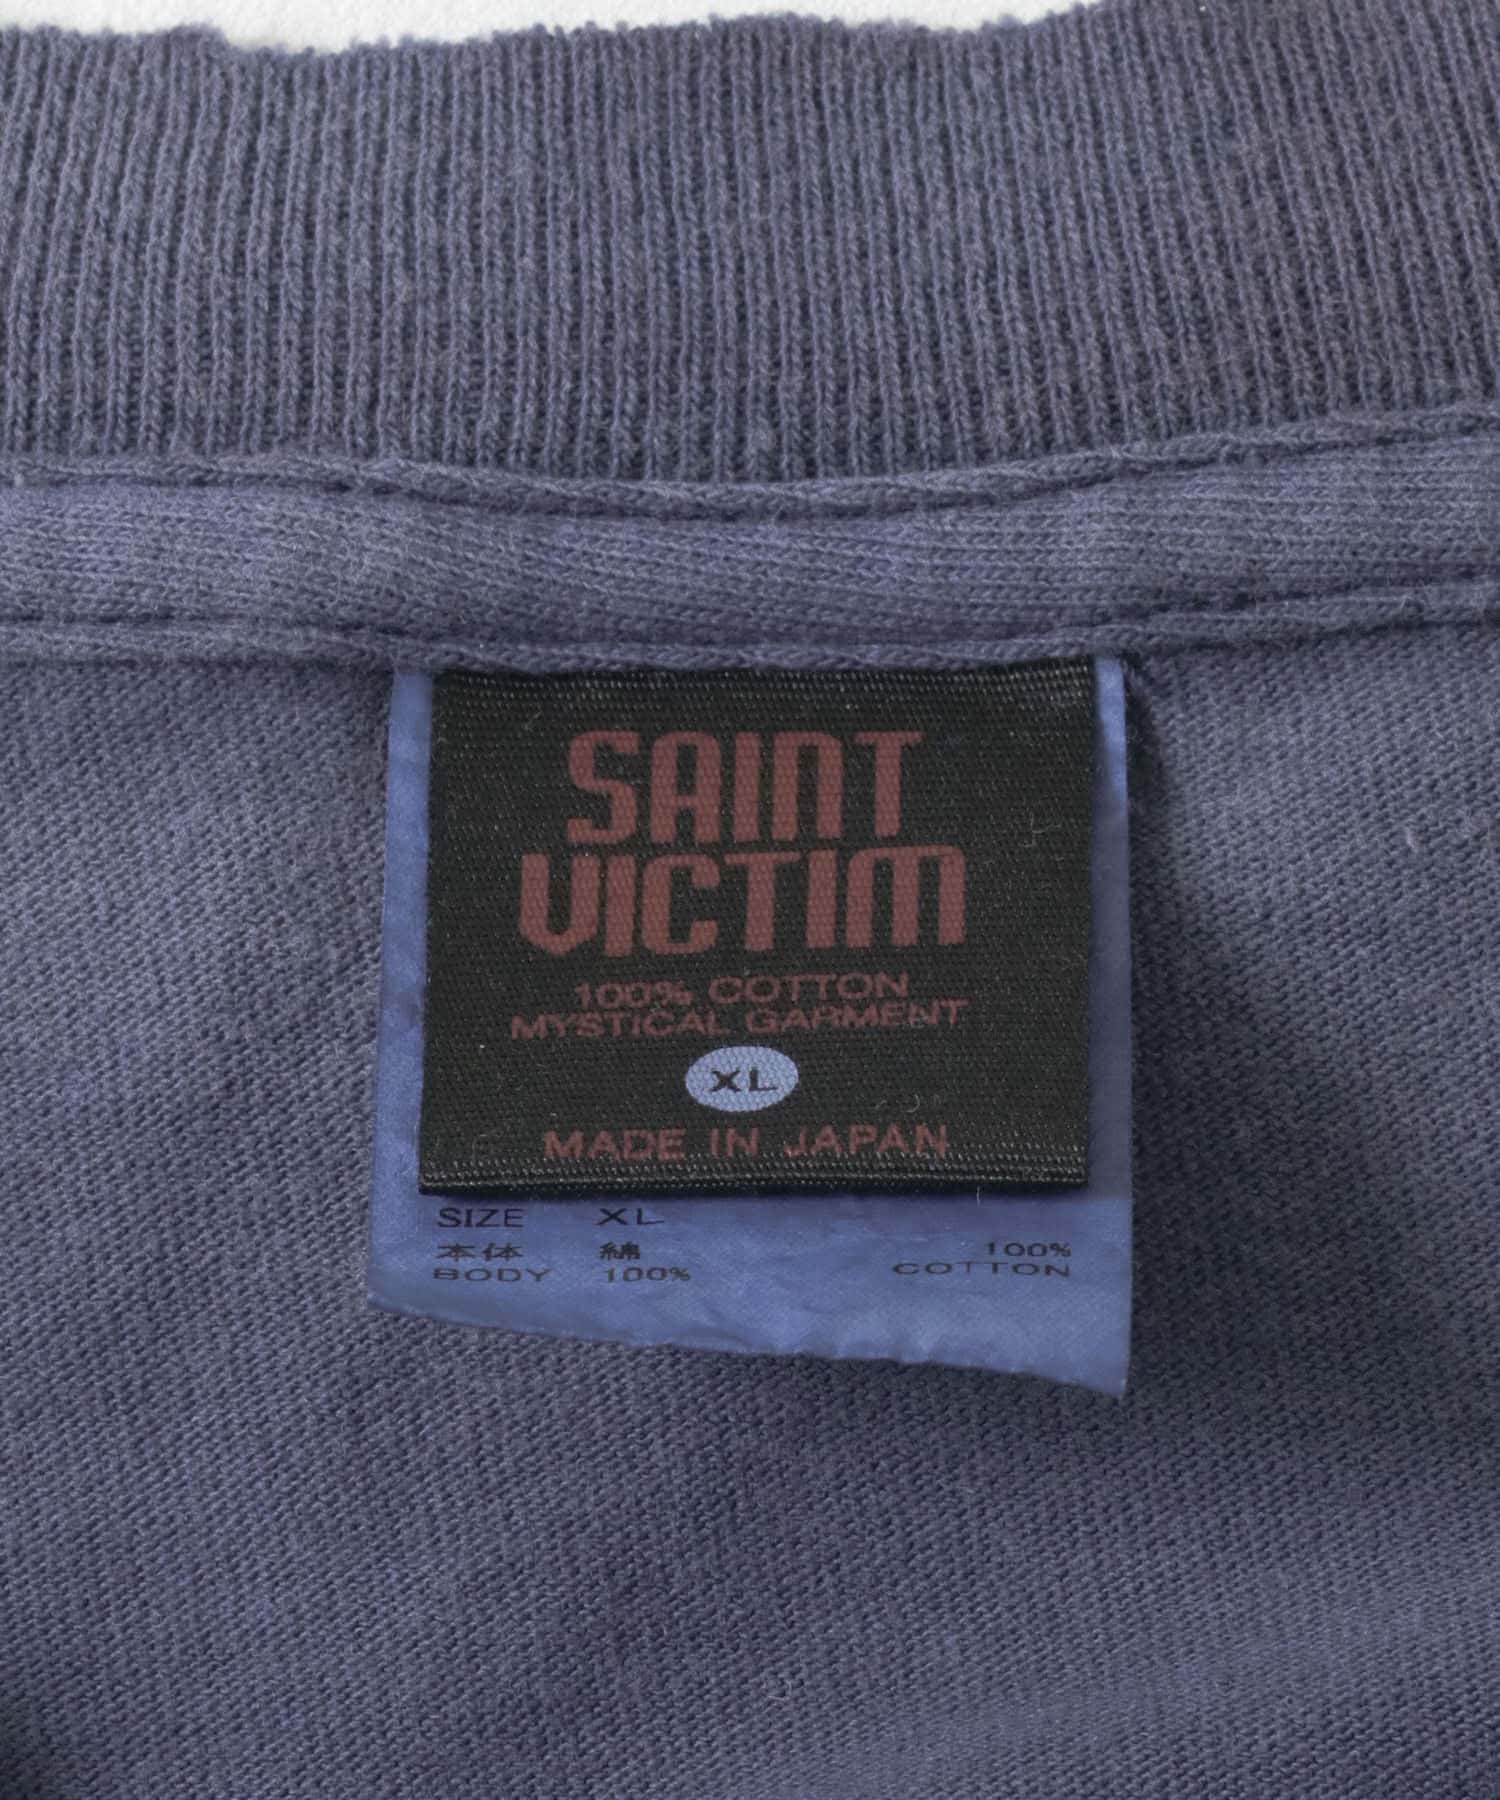 SAINT
VICTIM
100% COTTON
MYSTICAL GARMENT
XL
MADE IN JAPAN
SIZE XL
本体 綿 100%
BODY 100% COTTON